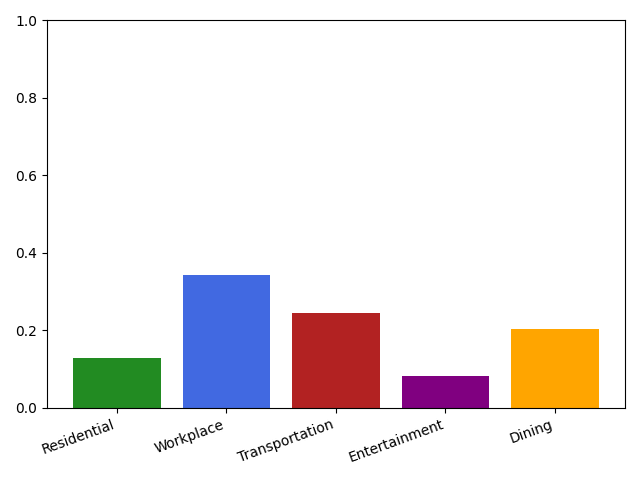 1.0
0.8
0.6
0.4
0.2
0.0
Residential
Workplace
Transportation
Entertainment
Dining